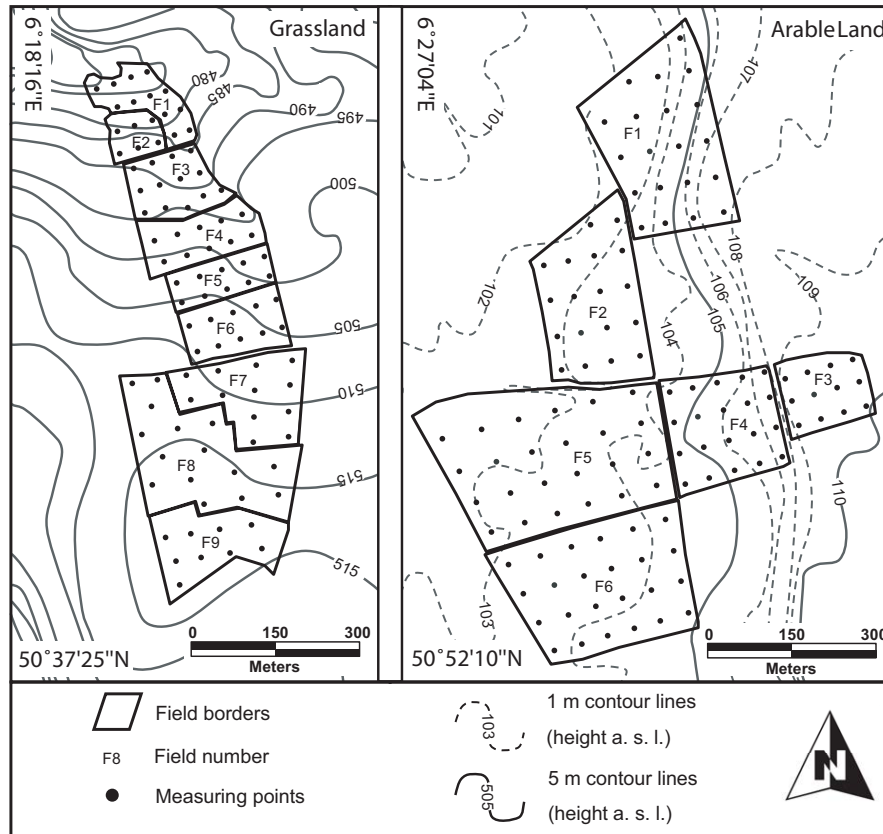 Grassland
6°18'16"E
480
485
490
495
500
505
510
515
515
F1
F2
F3
F4
F5
F6
F7
F8
F9
0 150 300
Meters
50°37'25"N
Arable Land
6°27'04"E
101
107
102
108
109
106
105
104
103
110
F1
F2
F3
F4
F5
F6
0 150 300
Meters
50°52'10"N
Field borders
F8 Field number
Measuring points
103
1 m contour lines
(height a. s. l.)
505
5 m contour lines
(height a. s. l.)
N